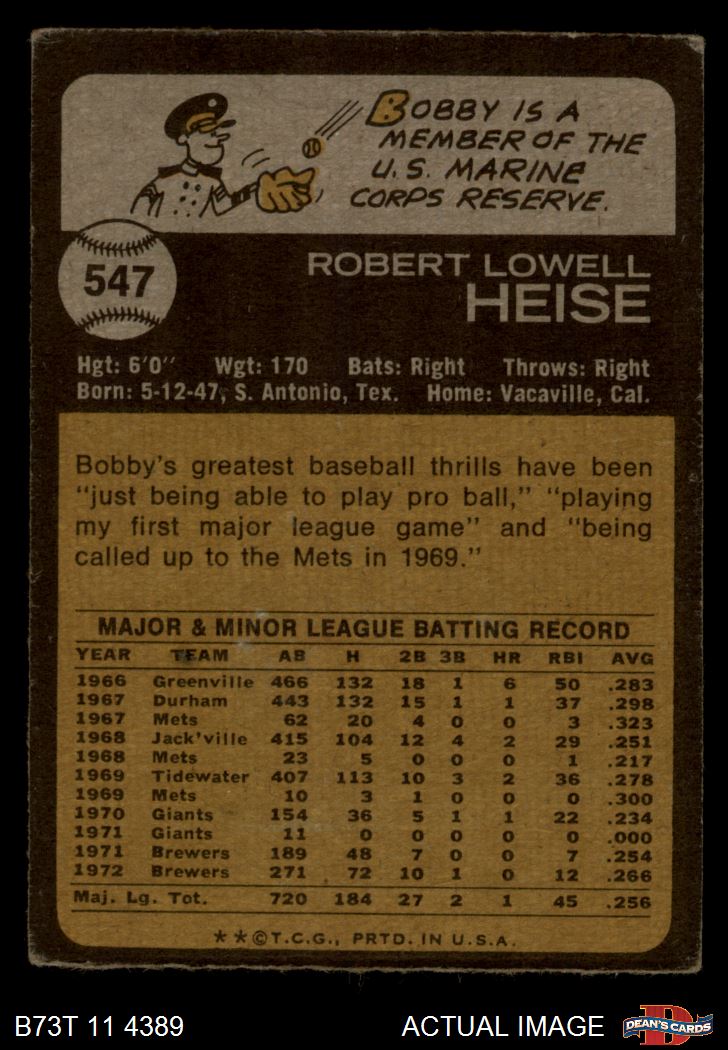 BOBBY IS A
MEMBER OF THE
U.S. MARINE
CORPS RESERVE.
547
ROBERT LOWELL
HEISE
Hgt: 6'0" Wgt: 170 Bats: Right Throws: Right
Born: 5-12-47, S. Antonio, Tex. Home: Vacaville, Cal.
Bobby's greatest baseball thrills have been
"just being able to play pro ball," "playing
my first major league game" and "being
called up to the Mets in 1969."
MAJOR & MINOR LEAGUE BATTING RECORD
YEAR TEAM AB H 2B 3B HR RBI AVG
1966 Greenville 466 132 18 1 6 50 .283
1967 Durham 443 132 15 1 1 37 .298
1967 Mets 62 20 4 0 0 3 .323
1968 Jack'ville 415 104 12 4 2 29 .251
1968 Mets 23 5 0 0 0 1 .217
1969 Tidewater 407 113 10 3 2 36 .278
1969 Mets 10 3 1 0 0 0 .300
1970 Giants 154 36 5 1 1 22 .234
1971 Giants 11 0 0 0 0 0 .000
1971 Brewers 189 48 7 0 0 7 .254
1972 Brewers 271 72 10 1 0 12 .266
Maj. Lg. Tot. 720 184 27 2 1 45 .256
★★©T.C.G., PRTD. IN U.S.A.
B73T 11 4389 ACTUAL IMAGE DEAN'S CARDS